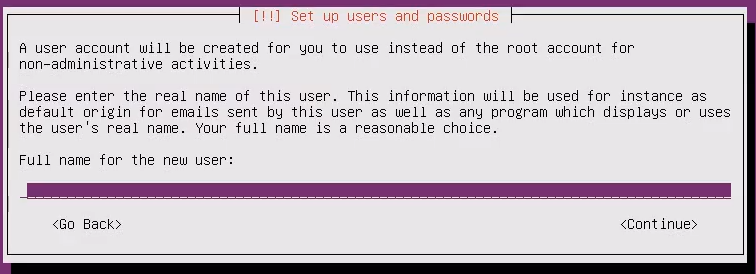 [!!] Set up users and passwords
A user account will be created for you to use instead of the root account for
non-administrative activities.
Please enter the real name of this user. This information will be used for instance as
default origin for emails sent by this user as well as any program which displays or uses
the user's real name. Your full name is a reasonable choice.
Full name for the new user:
<Go Back> <Continue>